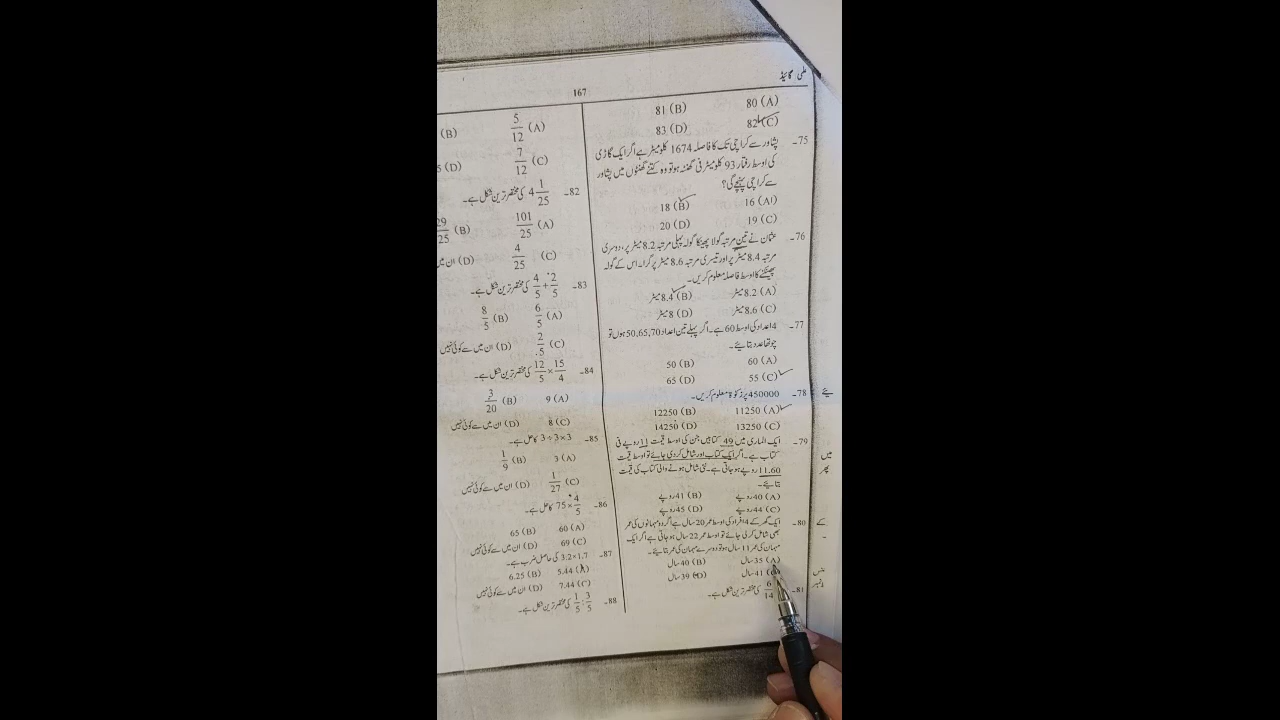 علمی گائیڈ
167
80 (A) 81 (B)
82 (C) 83 (D)
75۔ پشاور سے کراچی تک کا فاصلہ 1674 کلومیٹر ہے اگر ایک گاڑی
کی اوسط رفتار 93 کلومیٹر فی گھنٹہ ہو تو وہ کتنے گھنٹوں میں پشاور
سے کراچی پہنچے گی؟
16 (A) 18 (B)
19 (C) 20 (D)
76۔ عثمان نے تین مرتبہ گولا پھینکا گولہ پہلی مرتبہ 8.2 میٹر پر، دوسری
مرتبہ 8.4 میٹر پر اور تیسری مرتبہ 8.6 میٹر پر گرا۔ اس کے گولہ
پھینکنے کا اوسط فاصلہ معلوم کریں۔
(A) 8.2 میٹر (B) 8.4 میٹر
(C) 8.6 میٹر (D) 8 میٹر
77۔ 4 اعداد کی اوسط 60 ہے۔ اگر پہلے تین اعداد 50,65,70 ہوں تو
چوتھا عدد بتایئے۔
60 (A) 50 (B)
55 (C) 65 (D)
78۔ 450000 پر زکوٰۃ معلوم کریں۔
11250 (A) 12250 (B)
13250 (C) 14250 (D)
79۔ ایک الماری میں 49 کتابیں جن کی اوسط قیمت 11 روپے فی
کتاب ہے۔ اگر ایک کتاب اور شامل کر دی جائے تو اوسط قیمت
11.60 روپے ہو جاتی ہے۔ نئی شامل ہونے والی کتاب کی قیمت
بتایئے۔
(A) 40 روپے (B) 41 روپے
(C) 44 روپے (D) 45 روپے
80۔ ایک گھر کے 4 افراد کی اوسط عمر 20 سال ہے اگر دو مہمانوں کی عمر
بھی شامل کر لی جائے تو اوسط عمر 22 سال ہو جاتی ہے اگر ایک
مہمان کی عمر 11 سال ہو تو دوسرے مہمان کی عمر بتایئے۔
(A) 35 سال (B) 40 سال
41 سال (D) 39 سال
81۔ 6/14 کی مختصر ترین شکل ہے۔
5/12 (A) (B)
7/12 (C) (D)
82۔ 4 1/25 کی مختصر ترین شکل ہے۔
101/25 (A) 29/25 (B)
4/25 (C) (D) ان میں
83۔ 4/5 + 2/5 کی مختصر ترین شکل ہے۔
6/5 (A) 8/5 (B)
2/5 (C) (D) ان میں سے کوئی نہیں
84۔ 12/5 × 15/4 کی مختصر ترین شکل ہے۔
9 (A) 3/20 (B)
8 (C) (D) ان میں سے کوئی نہیں
85۔ 3 ÷ 3 × 3 کا حل ہے۔
3 (A) 1/9 (B)
1/27 (C) (D) ان میں سے کوئی نہیں
86۔ 75 × 4/5 کا حل ہے۔
60 (A) 65 (B)
69 (C) (D) ان میں سے کوئی نہیں
87۔ 3.2×1.7 کی حاصل ضرب ہے۔
5.44 (A) 6.25 (B)
7.44 (C) (D) ان میں سے کوئی نہیں
88۔ 1/5 : 3/5 کی مختصر ترین شکل ہے۔
یئے
میں
پھر
کے